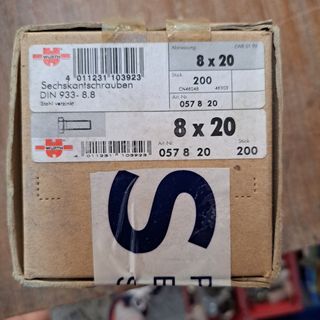 WÜRTH
4 011231 103923
Sechskantschrauben
DIN 933- 8.8
Stahl verzinkt
Abmessung
8 x 20
Stück
200
Art-Nr.
057 8 20
WÜRTH
4 011231 103923
8 x 20
Art-Nr.
057 8 20
Stück
200
S